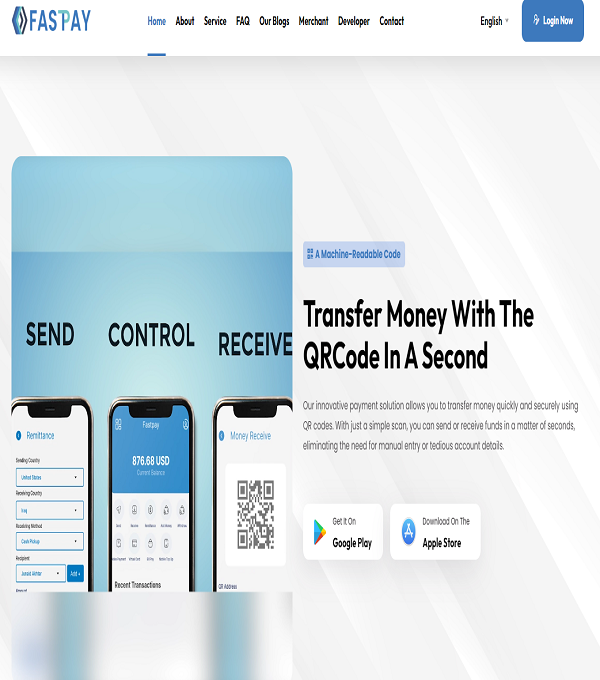 FASTPAY
Home About Service FAQ Our Blogs Merchant Developer Contact
English
Login Now
SEND CONTROL RECEIVE
Remittance
Sending Country
United States
Receiving Country
Iraq
Receiving Method
Cash Pickup
Recipient
Add +
Fastpay
876.68 USD
Current Balance
Recent Transactions
Money Receive
QR Address
A Machine-Readable Code
Transfer Money With The
QRCode In A Second
Our innovative payment solution allows you to transfer money quickly and securely using
QR codes. With just a simple scan, you can send or receive funds in a matter of seconds,
eliminating the need for manual entry or tedious account details.
Get It On
Google Play
Download On The
Apple Store